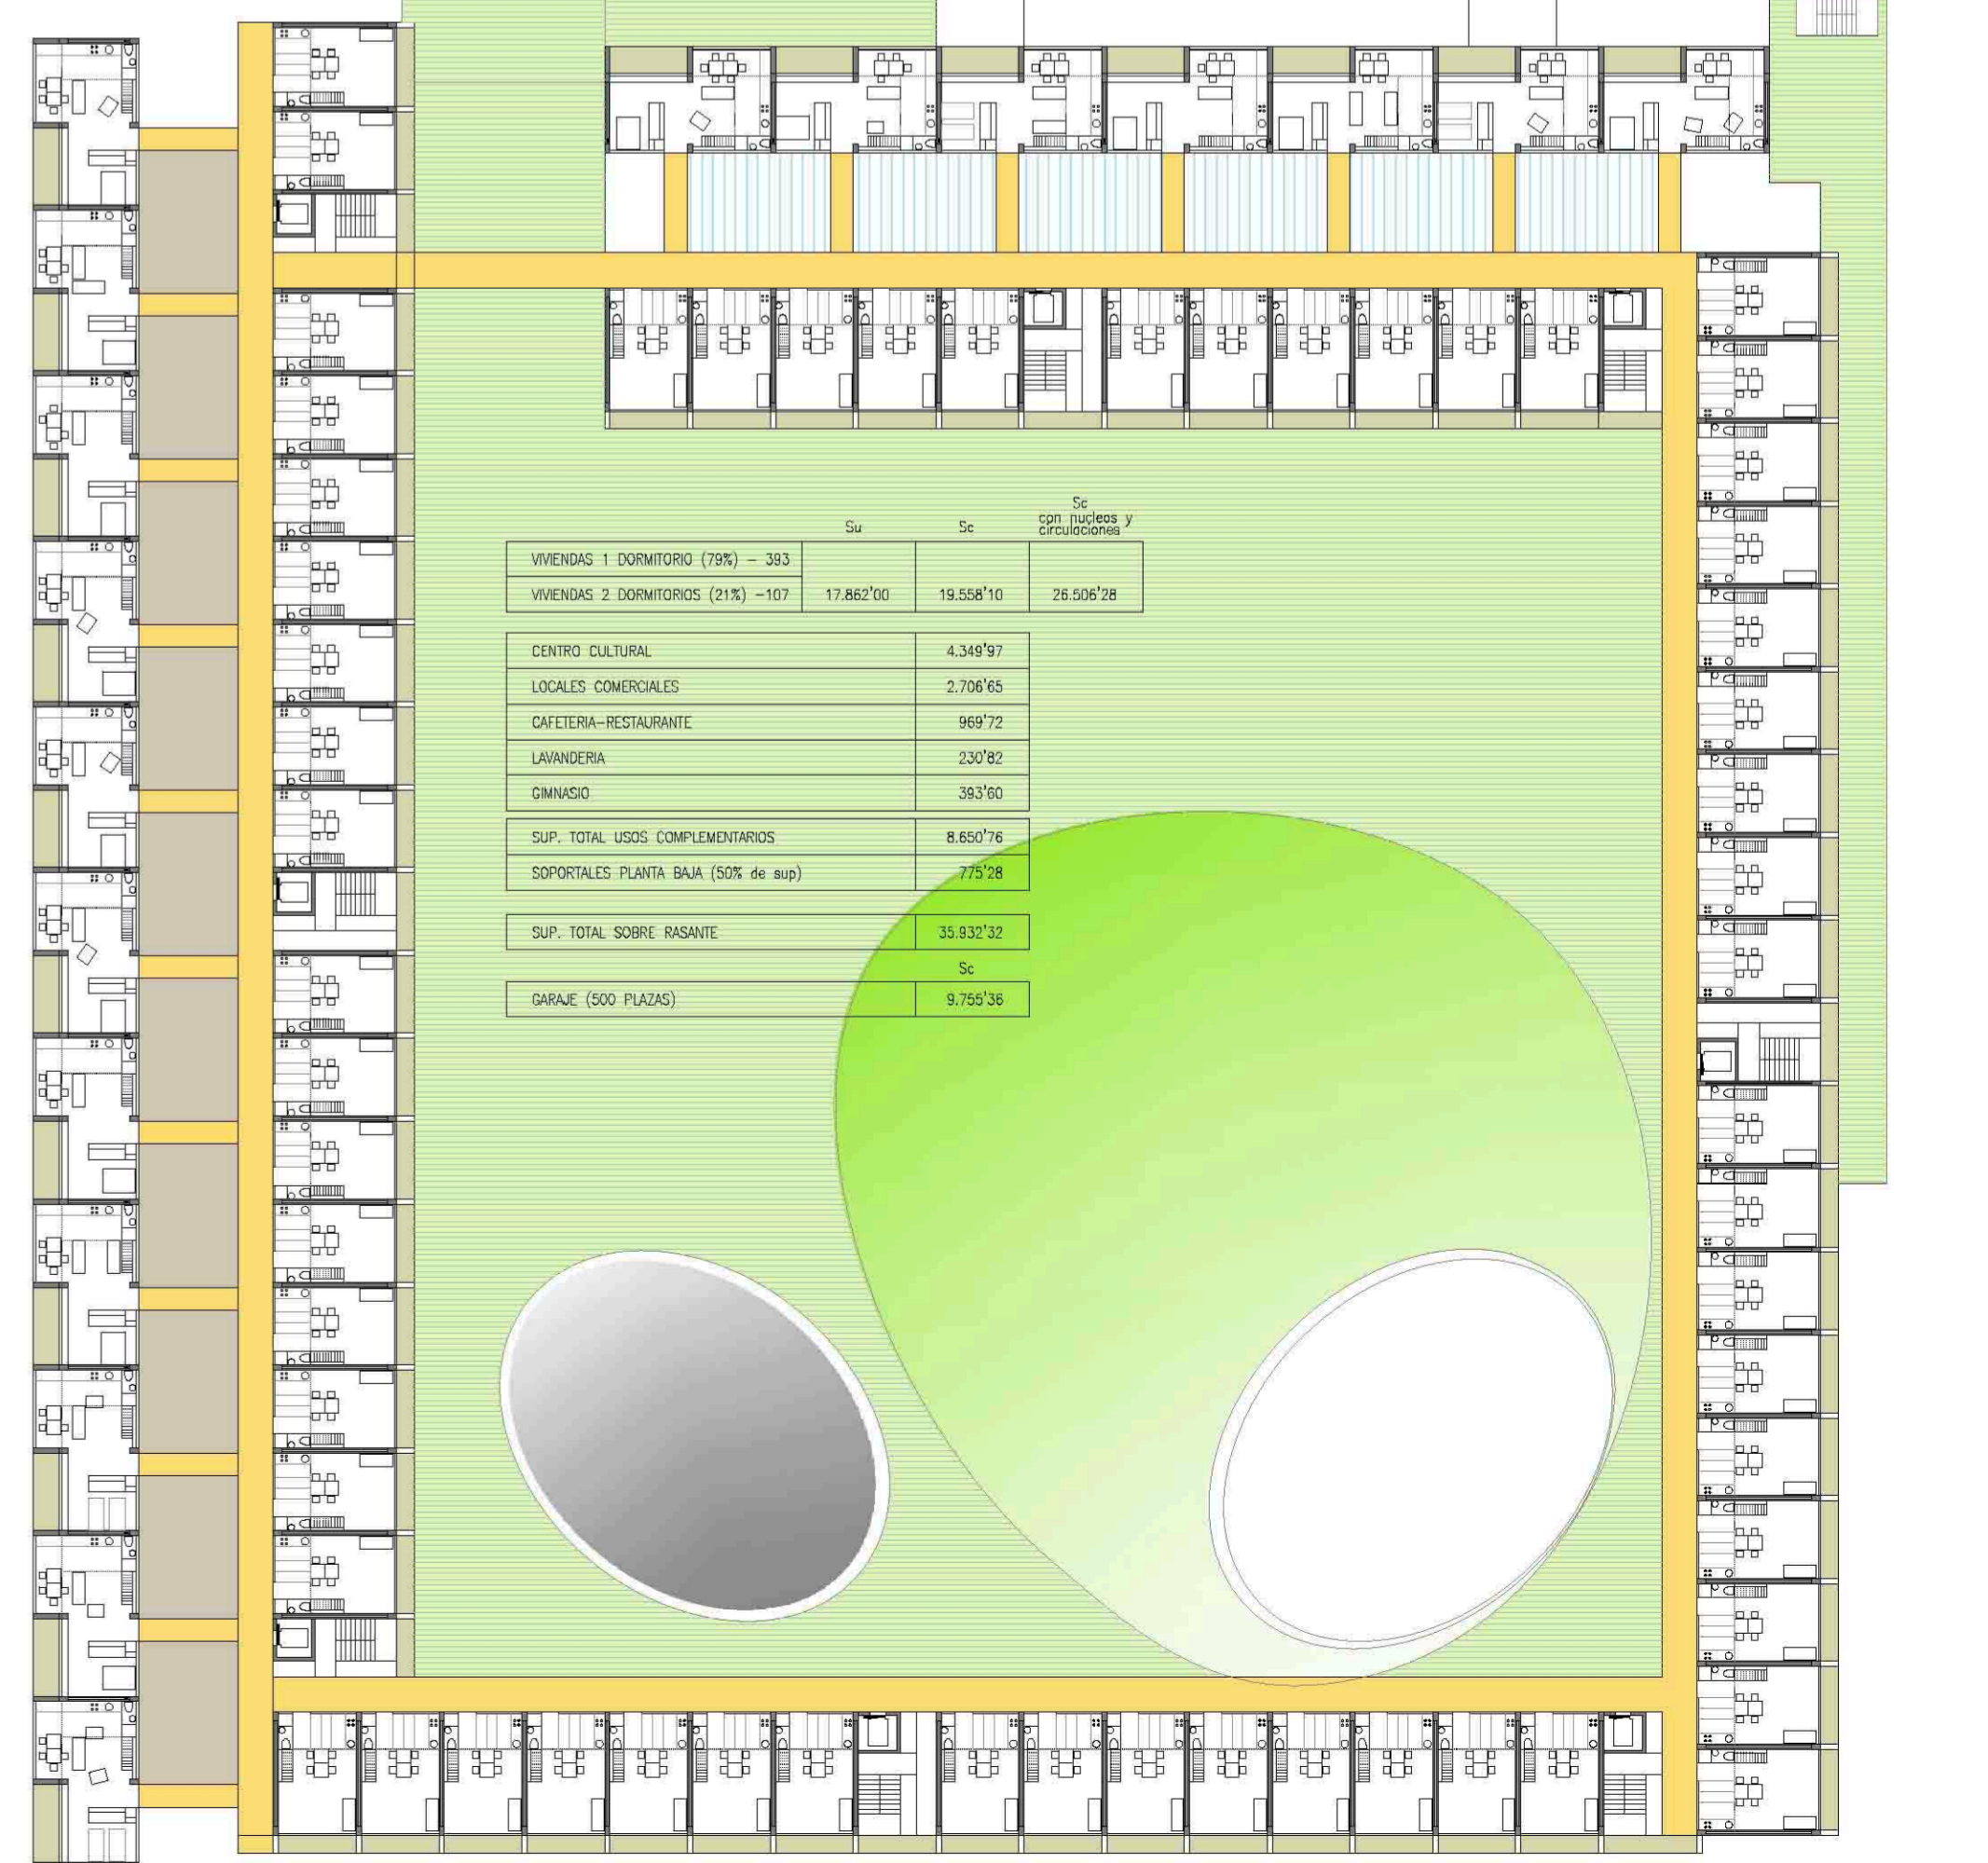 Su Sc Sc
con nucleos y
circulaciones
VIVIENDAS 1 DORMITORIO (79%) – 393
VIVIENDAS 2 DORMITORIOS (21%) –107 17.862'00 19.558'10 26.506'28
CENTRO CULTURAL 4.349'97
LOCALES COMERCIALES 2.706'65
CAFETERIA–RESTAURANTE 969'72
LAVANDERIA 230'82
GIMNASIO 393'60
SUP. TOTAL USOS COMPLEMENTARIOS 8.650'76
SOPORTALES PLANTA BAJA (50% de sup) 775'28
SUP. TOTAL SOBRE RASANTE 35.932'32
Sc
GARAJE (500 PLAZAS) 9.755'36